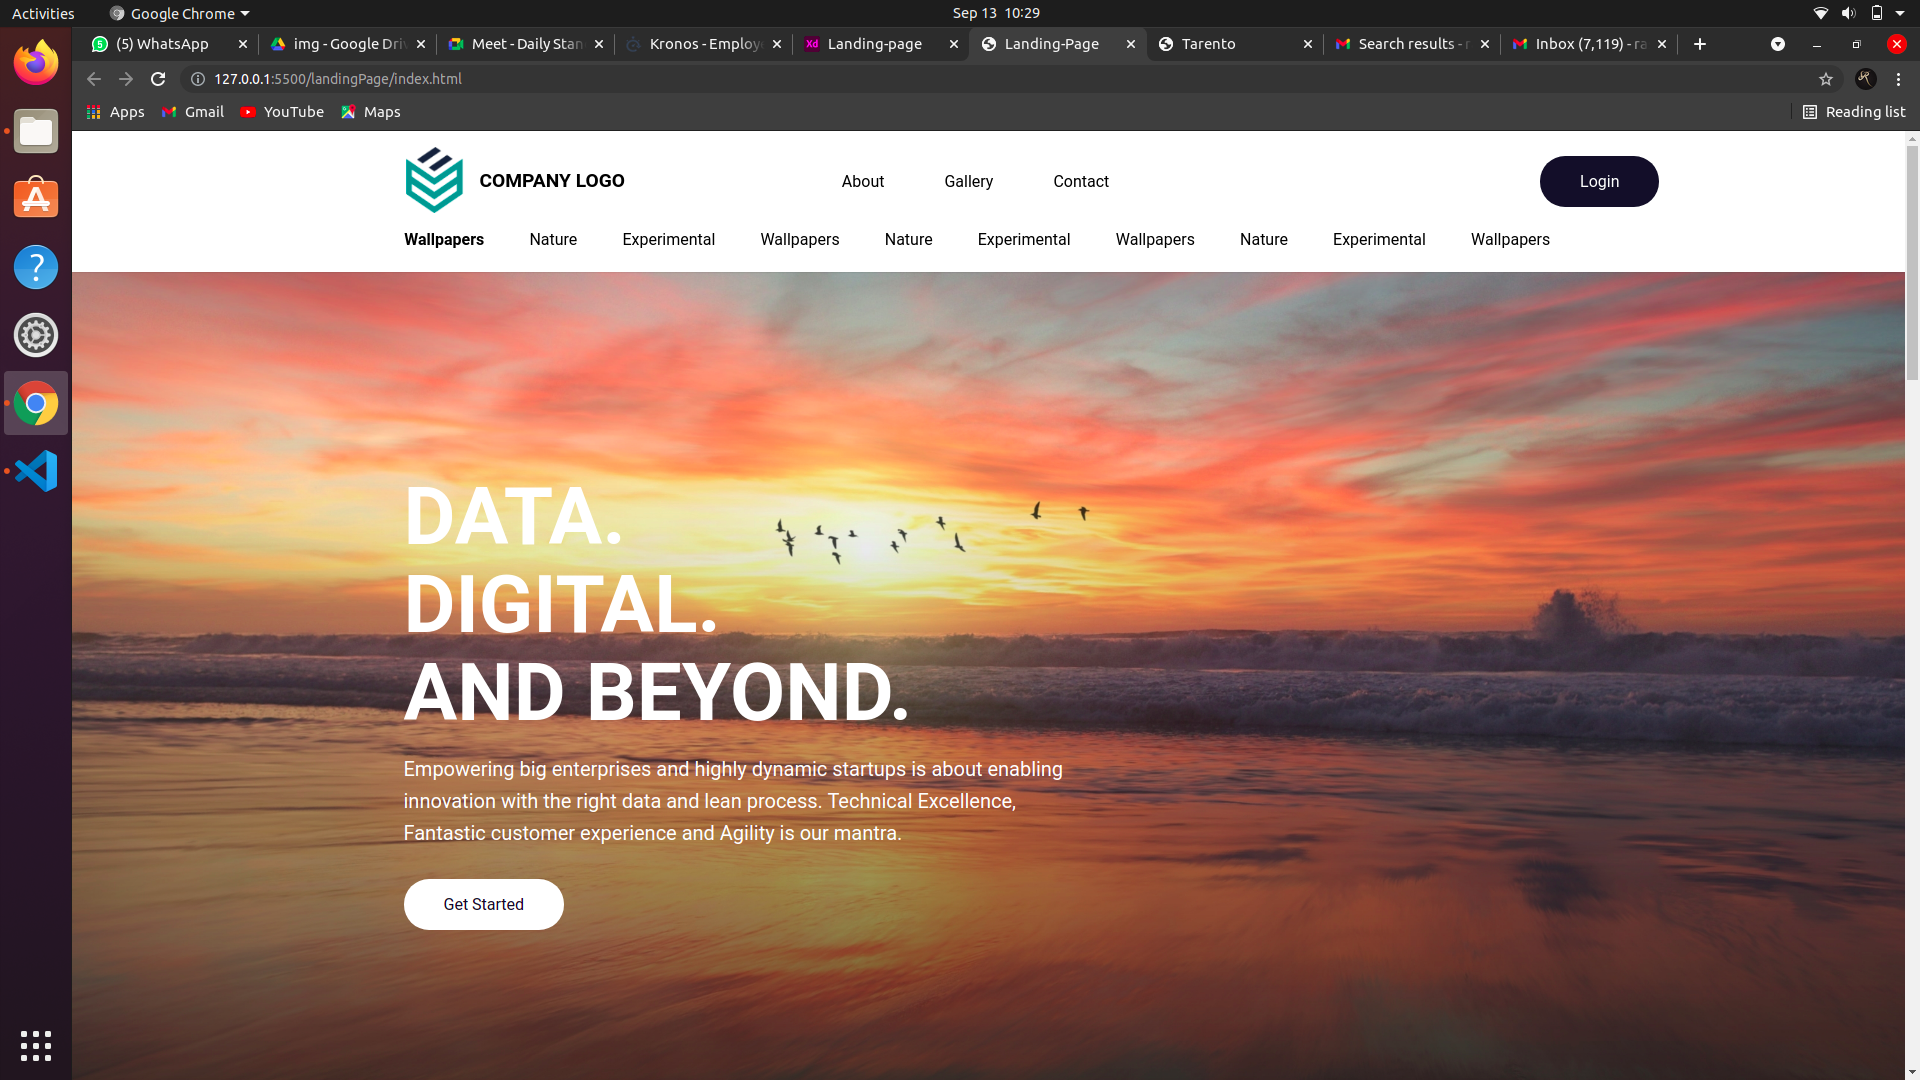 Activities
Google Chrome
Sep 13 10:29
(5) WhatsApp
img - Google Dri
Meet - Daily Stan
Kronos - Employe
Xd
Landing-page
Landing-Page
Tarento
Search results - r
Inbox (7,119) - ra
127.0.0.1:5500/landingPage/index.html
Apps
Gmail
YouTube
Maps
Reading list
COMPANY LOGO
About
Gallery
Contact
Login
Wallpapers
Nature
Experimental
Wallpapers
Nature
Experimental
Wallpapers
Nature
Experimental
Wallpapers
DATA.
DIGITAL.
AND BEYOND.
Empowering big enterprises and highly dynamic startups is about enabling
innovation with the right data and lean process. Technical Excellence,
Fantastic customer experience and Agility is our mantra.
Get Started